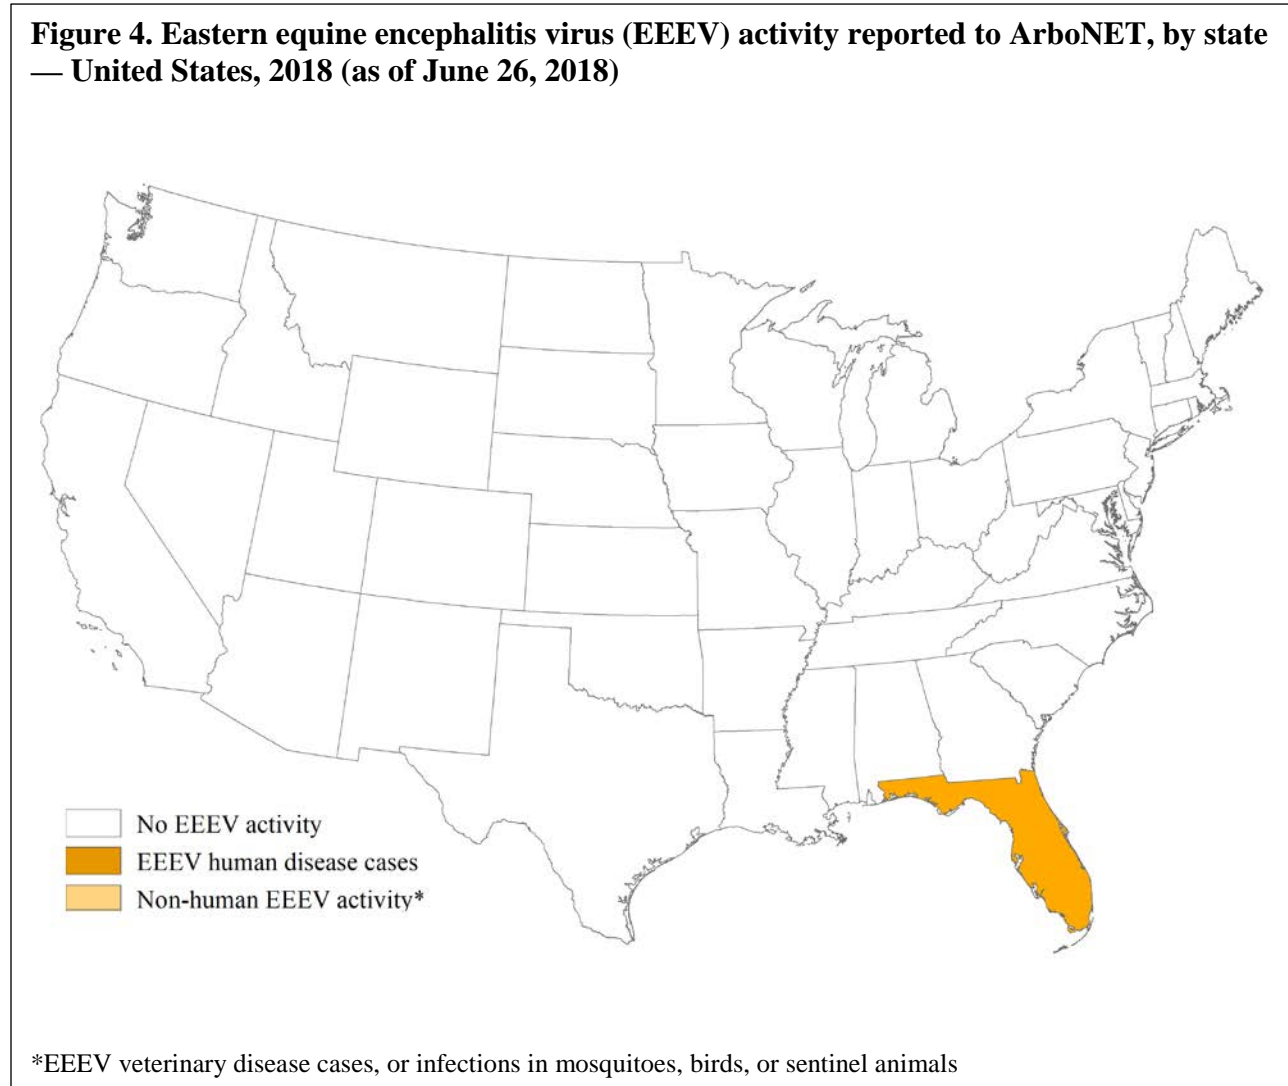 Figure 4. Eastern equine encephalitis virus (EEEV) activity reported to ArboNET, by state
— United States, 2018 (as of June 26, 2018)
No EEEV activity
EEEV human disease cases
Non-human EEEV activity*
*EEEV veterinary disease cases, or infections in mosquitoes, birds, or sentinel animals